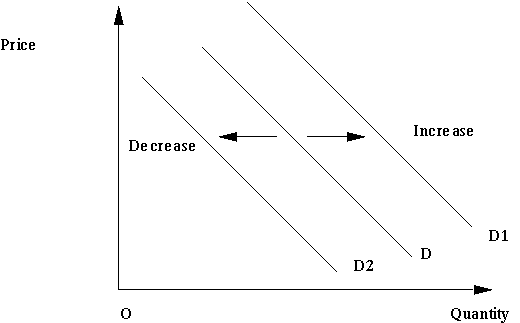 Price
Increase
Decrease
D1
D
D2
O
Quantity